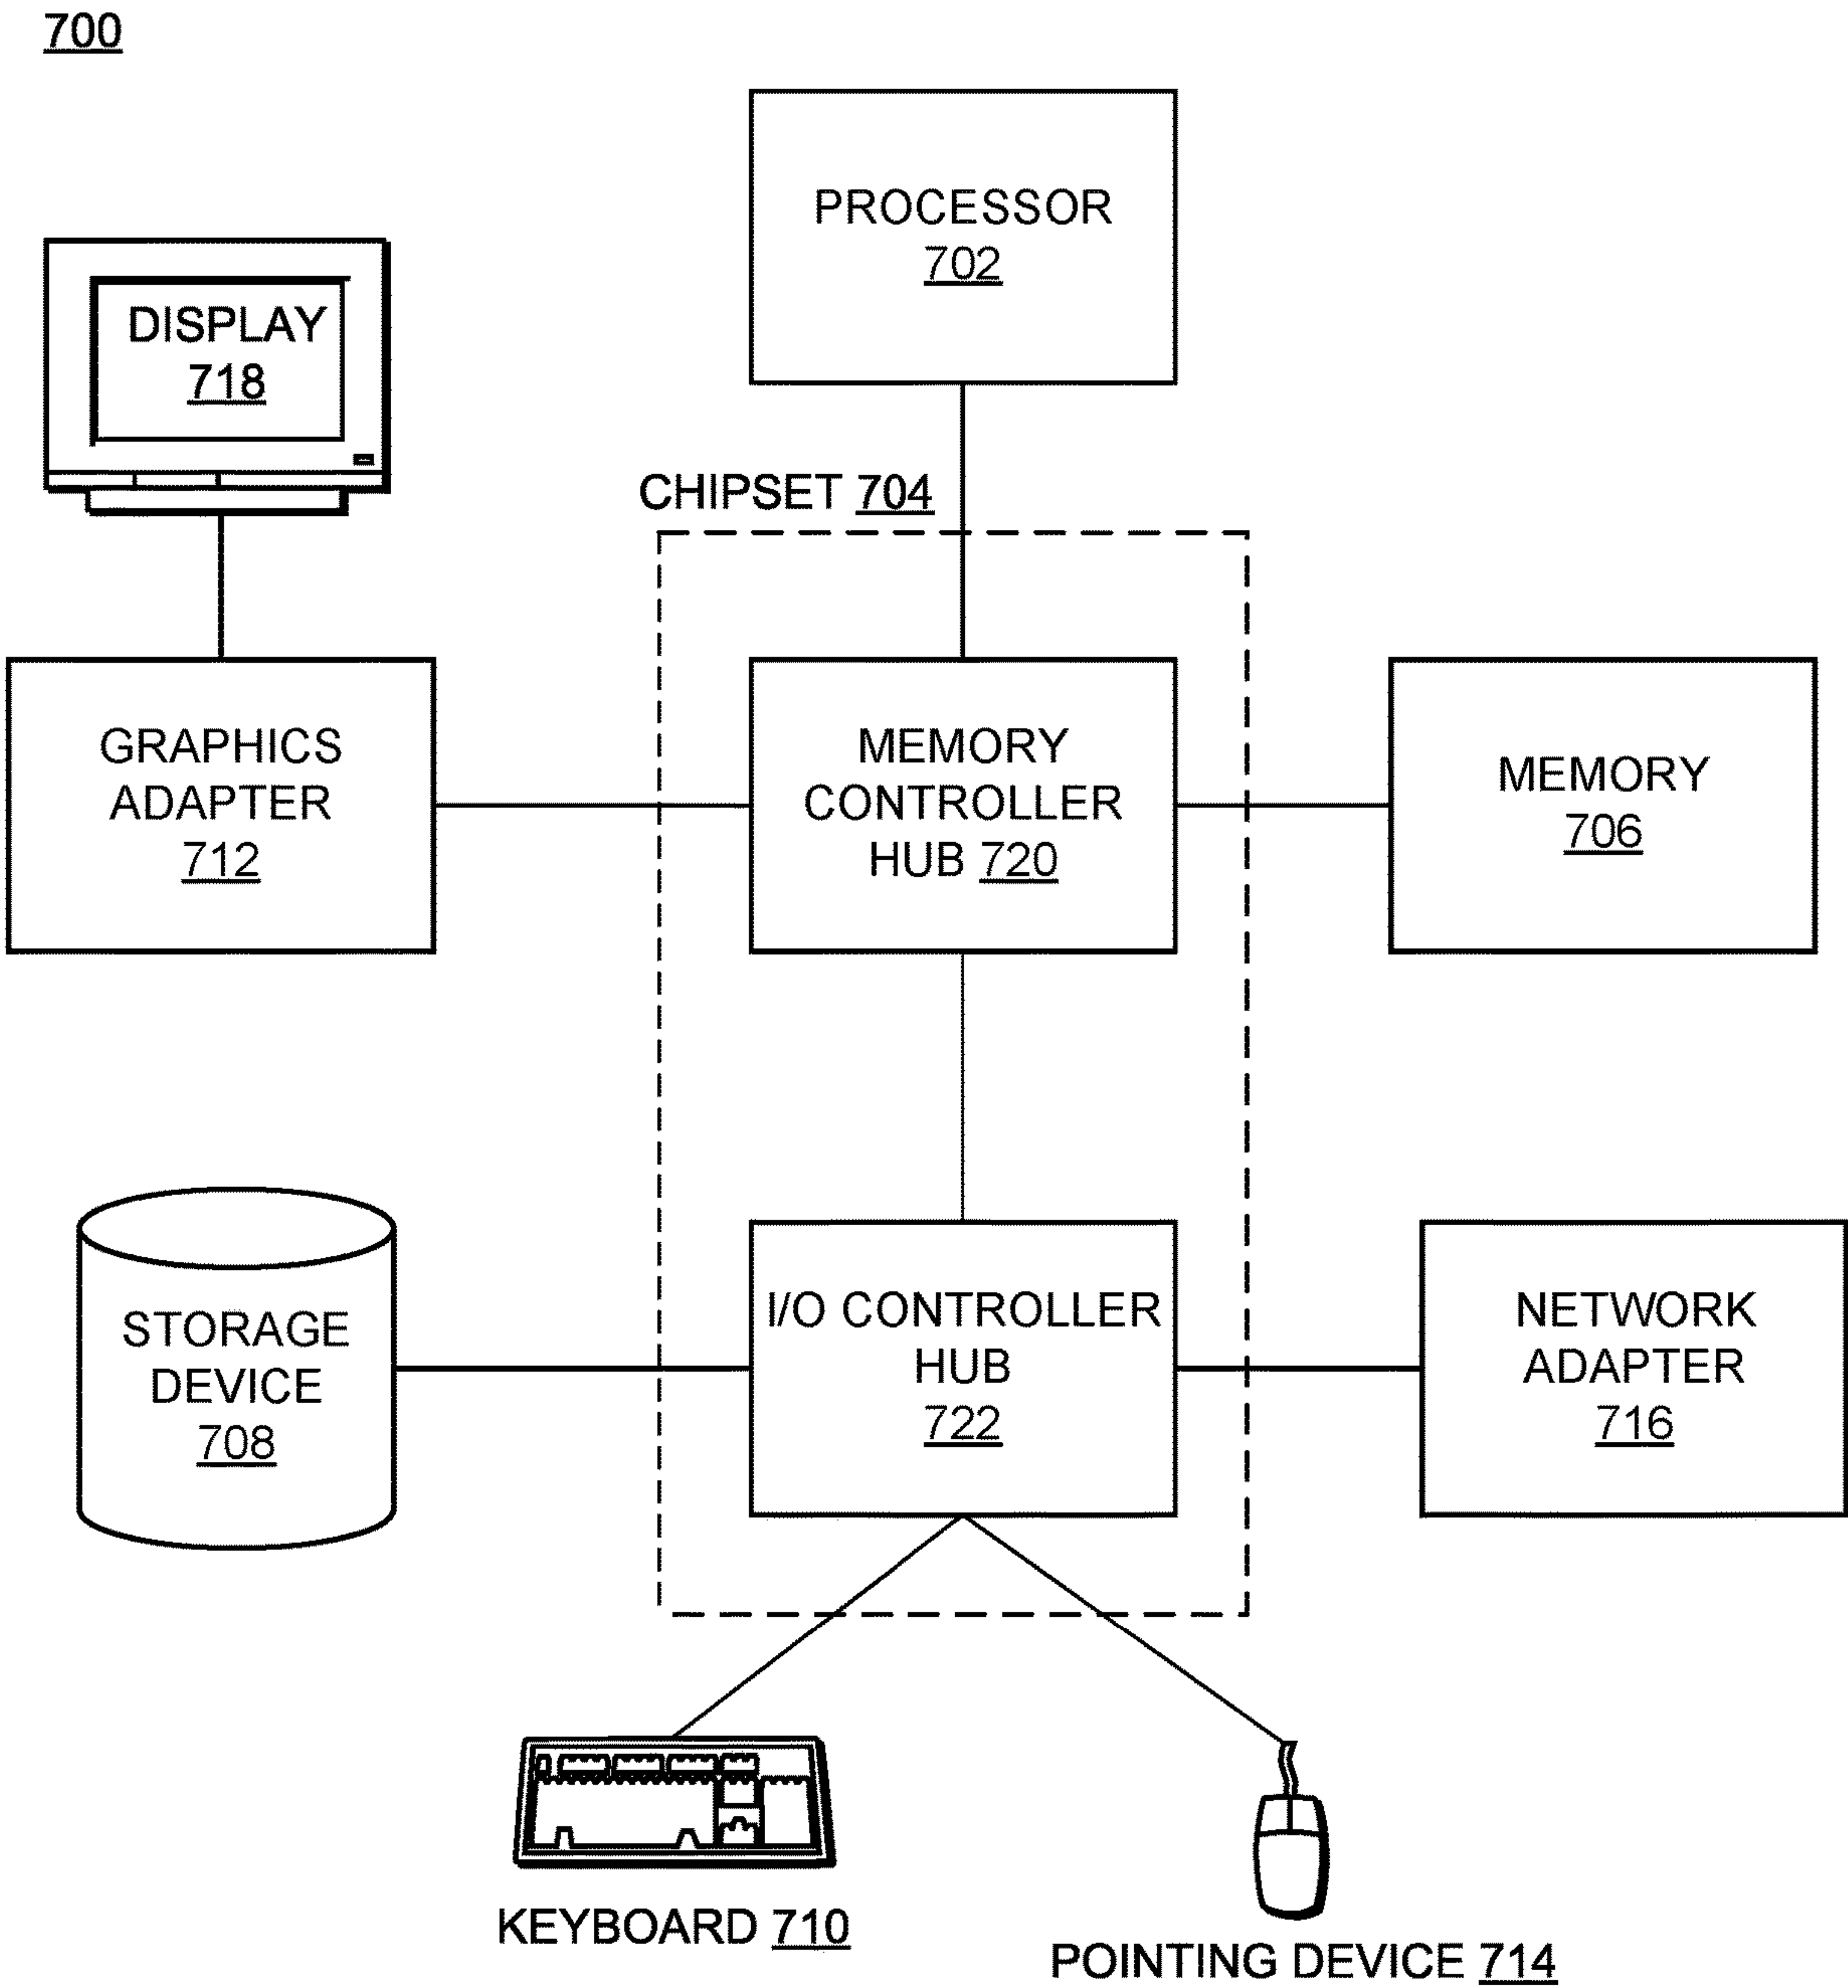 700
PROCESSOR
702
DISPLAY
718
CHIPSET 704
GRAPHICS
ADAPTER
712
MEMORY
CONTROLLER
HUB 720
MEMORY
706
STORAGE
DEVICE
708
I/O CONTROLLER
HUB
722
NETWORK
ADAPTER
716
KEYBOARD 710
POINTING DEVICE 714